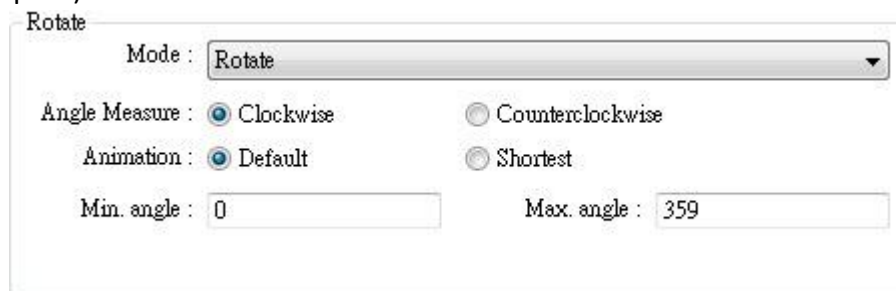 Rotate
Mode : Rotate
Angle Measure : Clockwise Counterclockwise
Animation : Default Shortest
Min. angle : 0 Max. angle : 359